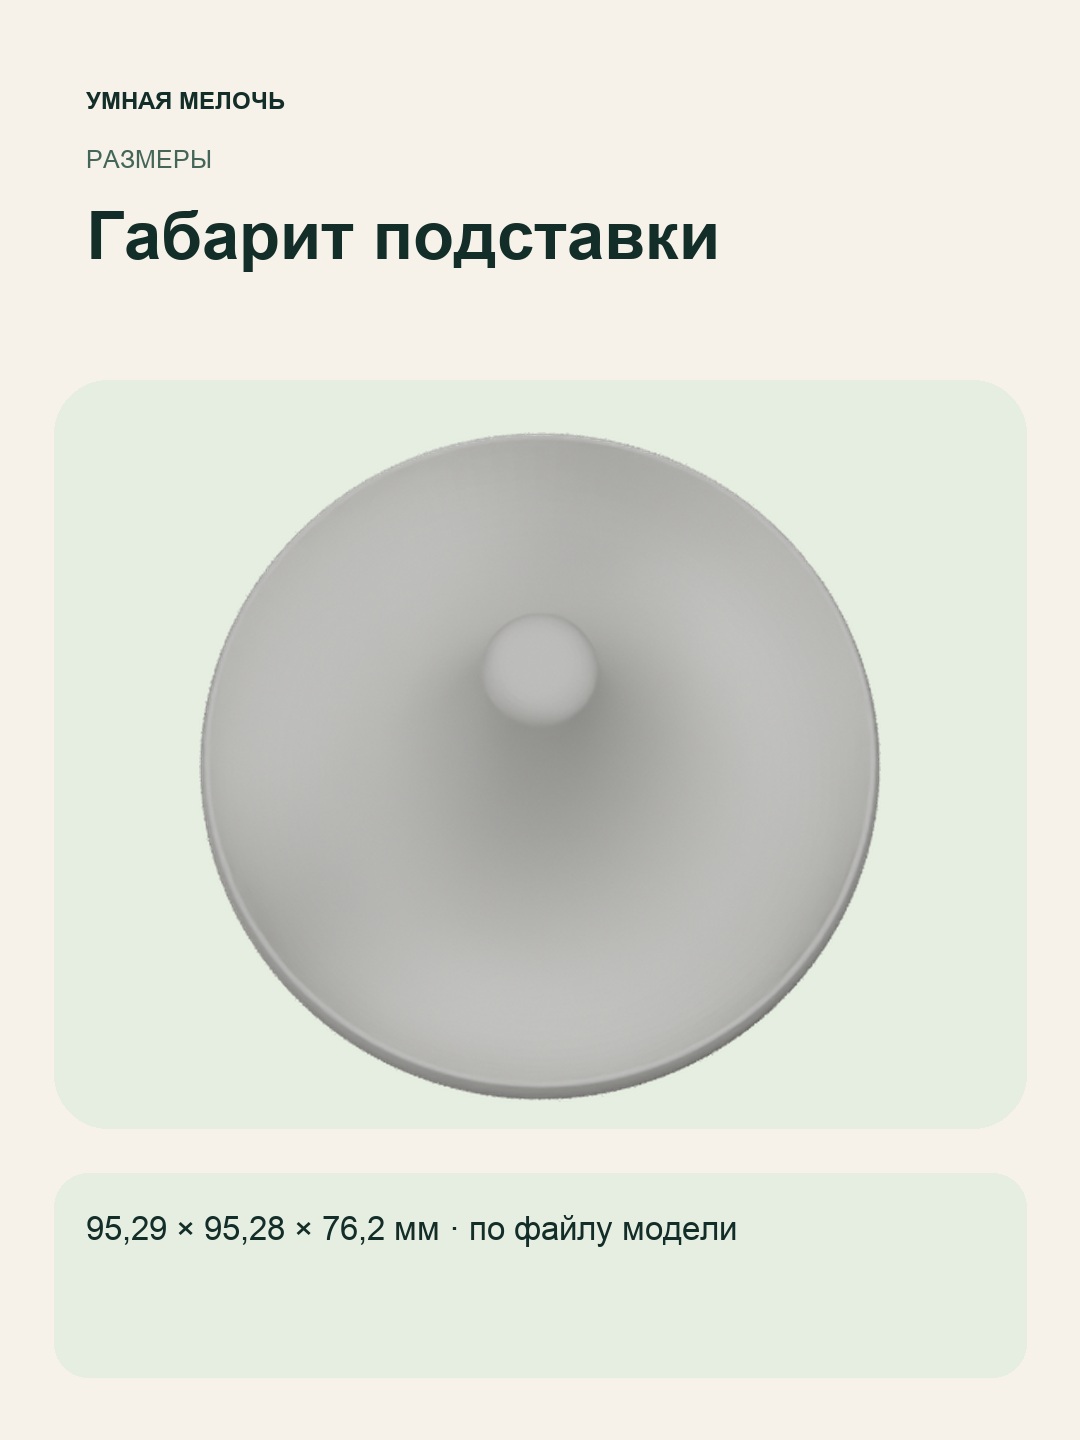 УМНАЯ МЕЛОЧЬ
РАЗМЕРЫ
Габарит подставки
95,29 × 95,28 × 76,2 мм · по файлу модели